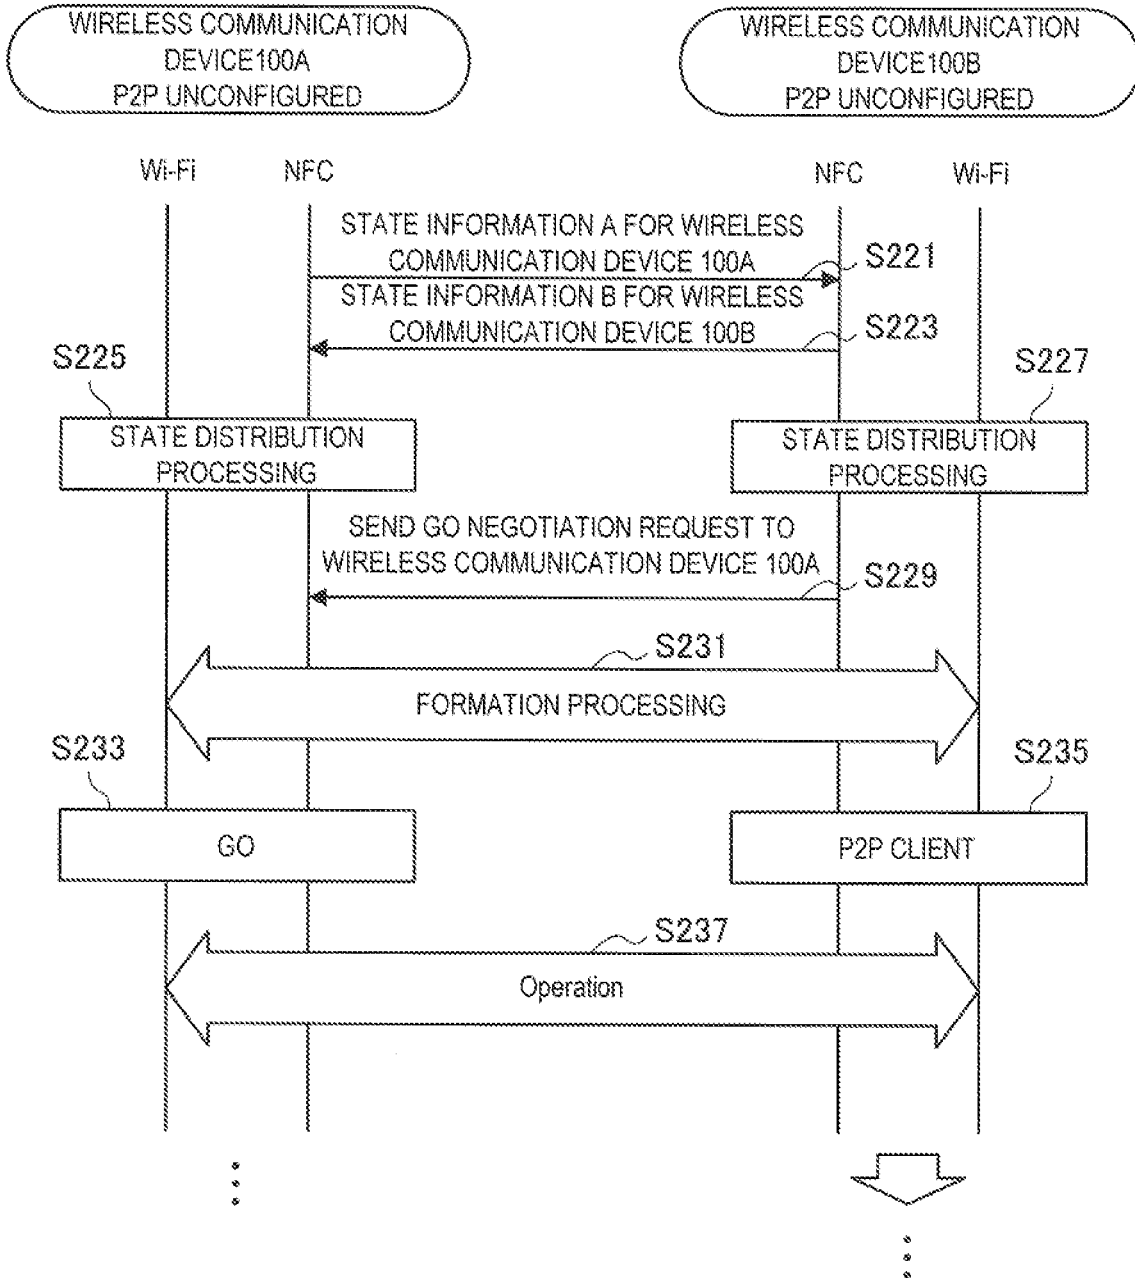 WIRELESS COMMUNICATION
DEVICE100A
P2P UNCONFIGURED
WIRELESS COMMUNICATION
DEVICE100B
P2P UNCONFIGURED
Wi-Fi
NFC
NFC
Wi-Fi
STATE INFORMATION A FOR WIRELESS
COMMUNICATION DEVICE 100A
S221
STATE INFORMATION B FOR WIRELESS
COMMUNICATION DEVICE 100B
S223
S225
S227
STATE DISTRIBUTION
PROCESSING
STATE DISTRIBUTION
PROCESSING
SEND GO NEGOTIATION REQUEST TO
WIRELESS COMMUNICATION DEVICE 100A
S229
S231
FORMATION PROCESSING
S233
S235
GO
P2P CLIENT
S237
Operation